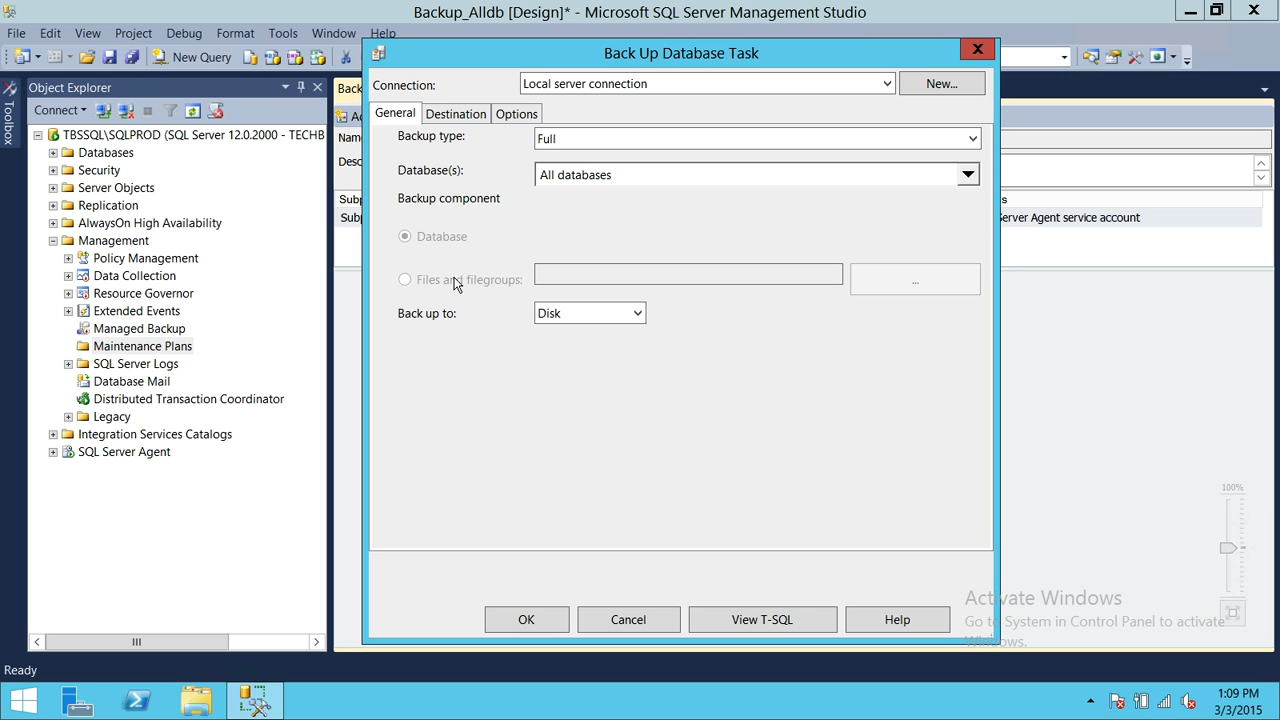 Backup_Alldb [Design]* - Microsoft SQL Server Management Studio
File Edit View Project Debug Format Tools Window Help
New Query
Toolbox
Object Explorer
Connect
TBSSQL\SQLPROD (SQL Server 12.0.2000 - TECHB
Databases
Security
Server Objects
Replication
AlwaysOn High Availability
Management
Policy Management
Data Collection
Resource Governor
Extended Events
Managed Backup
Maintenance Plans
SQL Server Logs
Database Mail
Distributed Transaction Coordinator
Legacy
Integration Services Catalogs
SQL Server Agent
Back Up Database Task
Connection: Local server connection New...
General Destination Options
Backup type: Full
Database(s): All databases
Backup component
Database
Files and filegroups: ...
Back up to: Disk
OK Cancel View T-SQL Help
Server Agent service account
100%
Activate Windows
Go to System in Control Panel to activate
Windows.
Ready
1:09 PM
3/3/2015